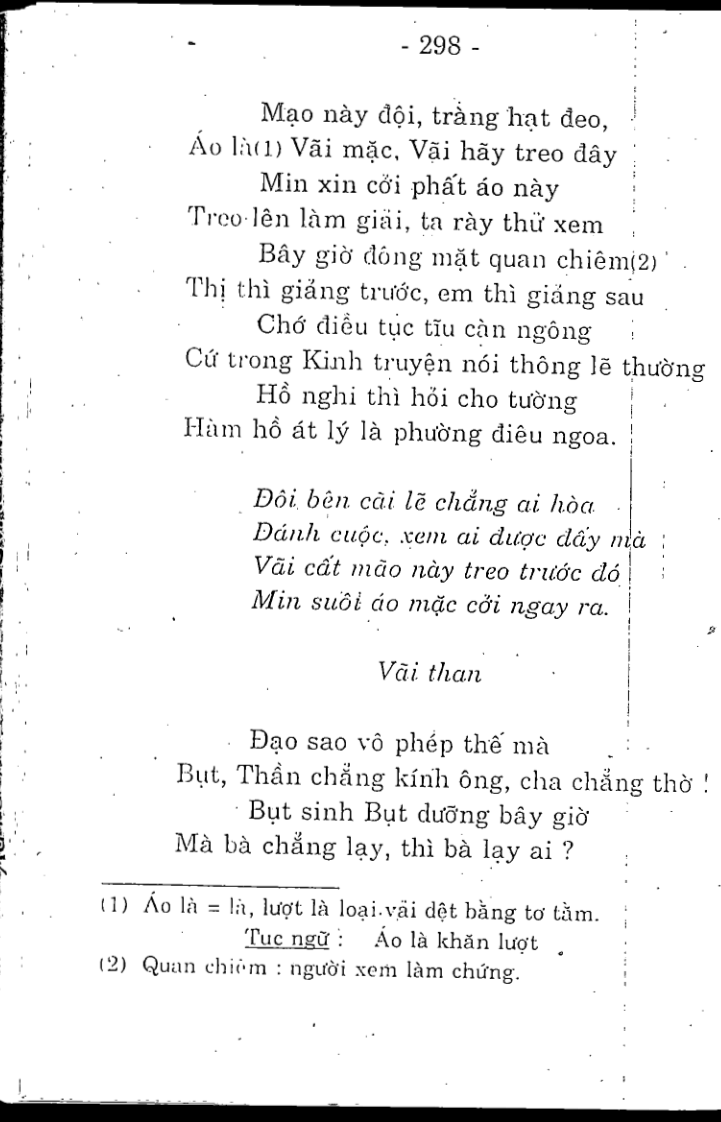 - 298 -
Mạo này đội, tràng hạt đeo,
Áo là(1) Vãi mặc, Vãi hãy treo đây
Min xin cởi phất áo này
Treo lên làm giải, ta rày thử xem
Bây giờ đông mặt quan chiêm(2)
Thị thì giảng trước, em thì giảng sau
Chớ điều tục tĩu càn ngông
Cứ trong Kinh truyện nói thông lẽ thường
Hồ nghi thì hỏi cho tường
Hàm hồ át lý là phường điêu ngoa.
Đôi bên cãi lẽ chẳng ai hòa
Đánh cuộc, xem ai được đấy mà
Vãi cất mão này treo trước đó
Min suôi áo mặc cởi ngay ra.
Vãi than
Đạo sao vô phép thế mà
Bụt, Thần chẳng kính ông, cha chẳng thờ !
Bụt sinh Bụt dưỡng bây giờ
Mà bà chẳng lạy, thì bà lạy ai ?
(1) Áo là = là, lượt là loại vải dệt bằng tơ tằm.
Tục ngữ : Áo là khăn lượt
(2) Quan chiêm : người xem làm chứng.